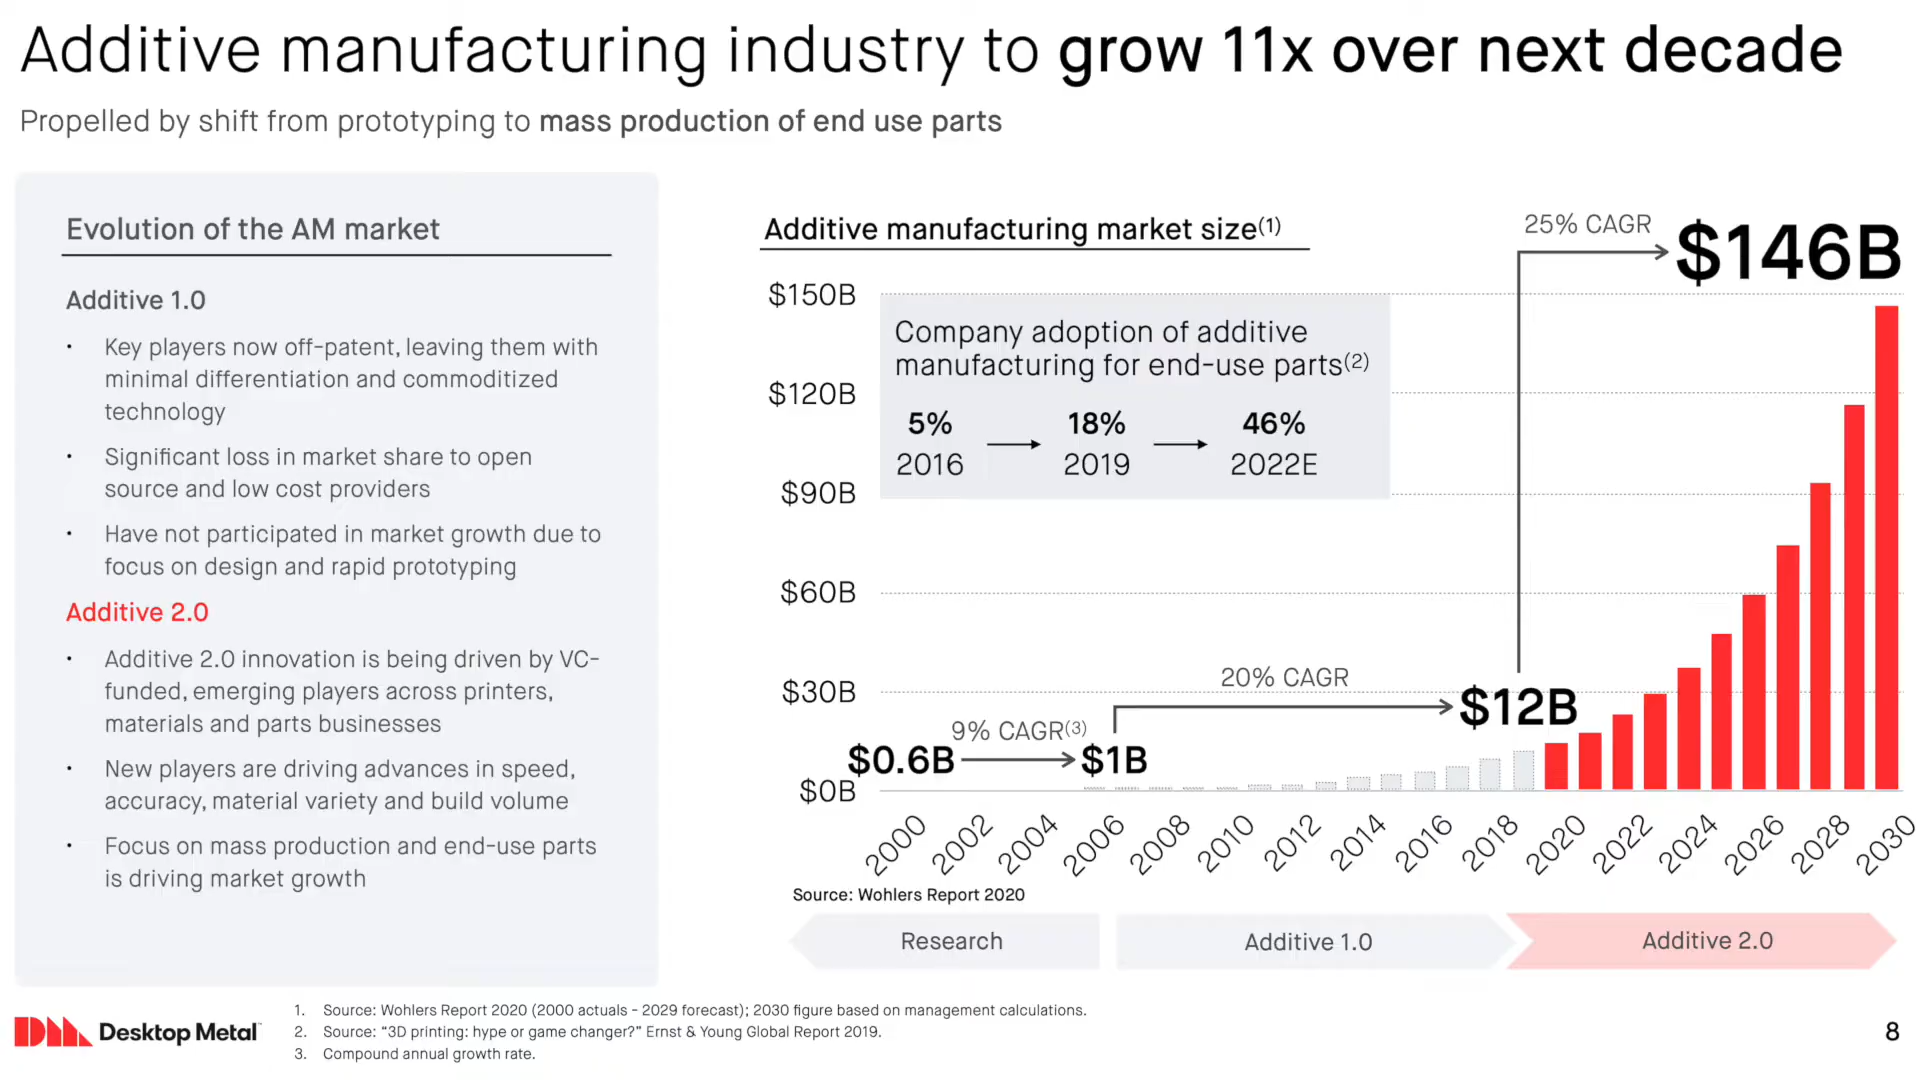 Additive manufacturing industry to grow 11x over next decade
Propelled by shift from prototyping to mass production of end use parts
Evolution of the AM market
Additive 1.0
• Key players now off-patent, leaving them with
minimal differentiation and commoditized
technology
• Significant loss in market share to open
source and low cost providers
• Have not participated in market growth due to
focus on design and rapid prototyping
Additive 2.0
• Additive 2.0 innovation is being driven by VC-
funded, emerging players across printers,
materials and parts businesses
• New players are driving advances in speed,
accuracy, material variety and build volume
• Focus on mass production and end-use parts
is driving market growth
Additive manufacturing market size(1)
25% CAGR
$146B
$150B
$120B
$90B
$60B
$30B
$0B
Company adoption of additive
manufacturing for end-use parts(2)
5% 18% 46%
2016 2019 2022E
20% CAGR
$12B
9% CAGR(3)
$0.6B
$1B
2000 2002 2004 2006 2008 2010 2012 2014 2016 2018 2020 2022 2024 2026 2028 2030
Source: Wohlers Report 2020
Research
Additive 1.0
Additive 2.0
Desktop Metal
1. Source: Wohlers Report 2020 (2000 actuals - 2029 forecast); 2030 figure based on management calculations.
2. Source: “3D printing: hype or game changer?” Ernst & Young Global Report 2019.
3. Compound annual growth rate.
8